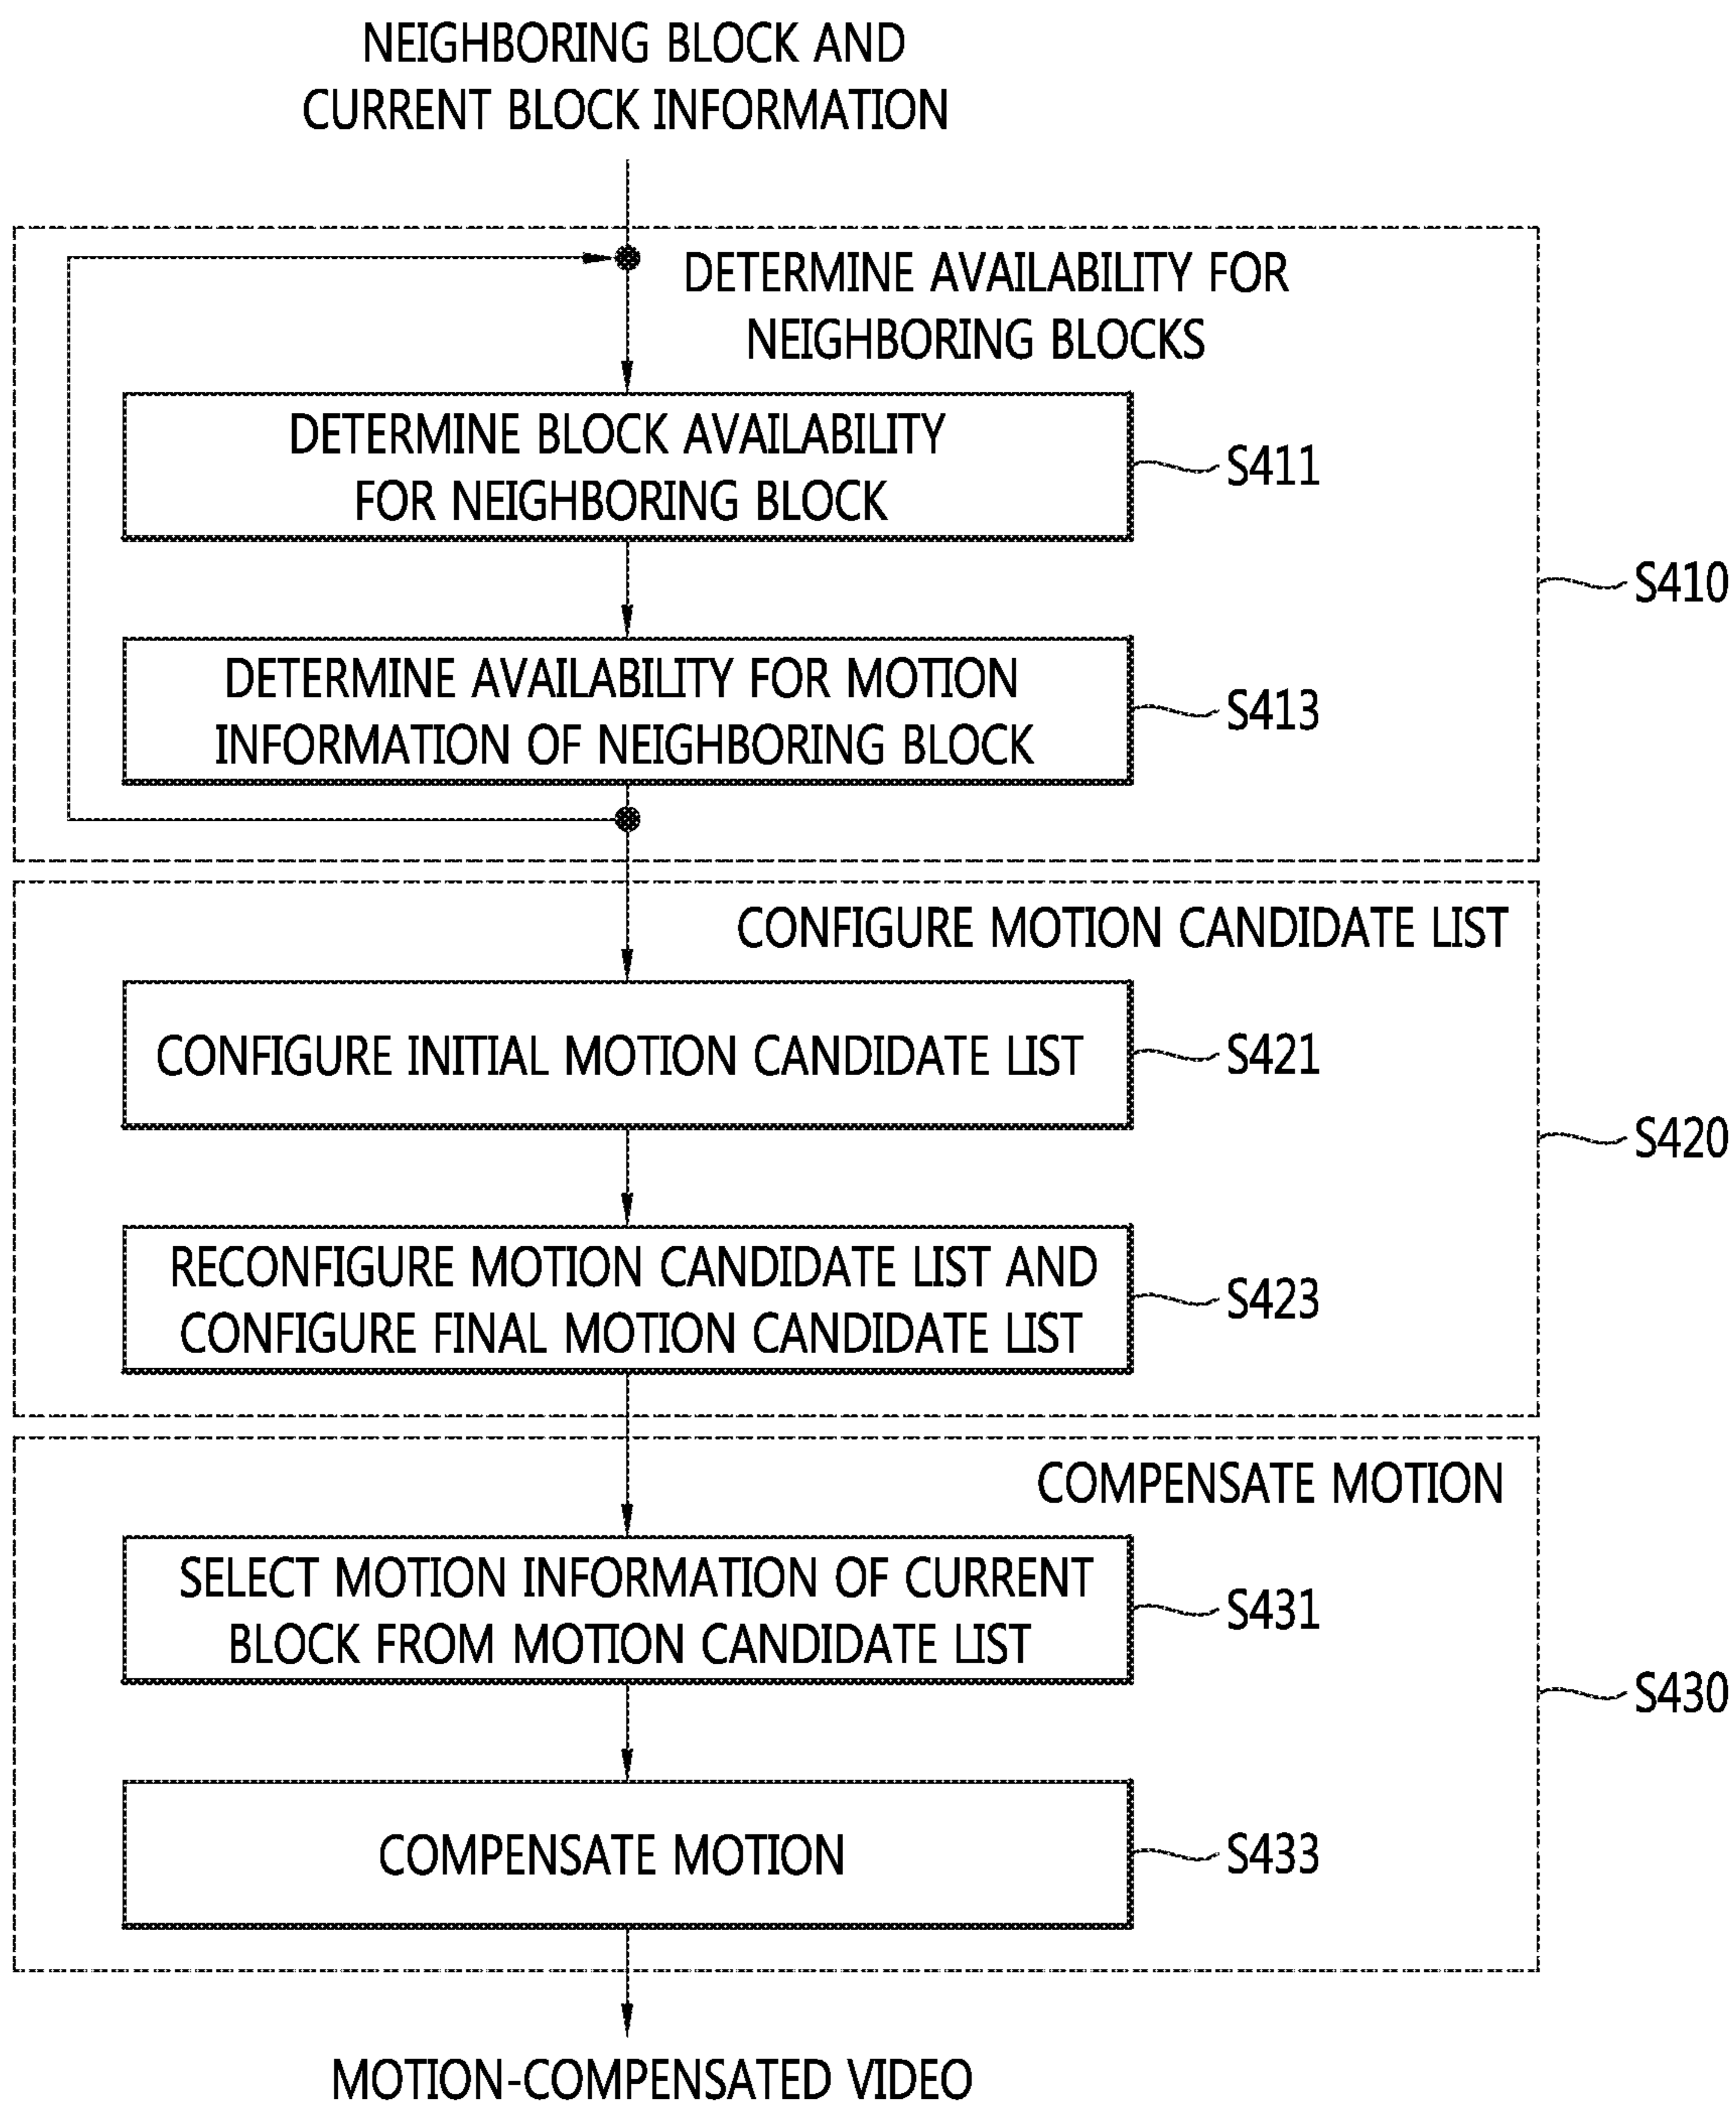 NEIGHBORING BLOCK AND
CURRENT BLOCK INFORMATION
DETERMINE AVAILABILITY FOR
NEIGHBORING BLOCKS
DETERMINE BLOCK AVAILABILITY
FOR NEIGHBORING BLOCK
S411
S410
DETERMINE AVAILABILITY FOR MOTION
INFORMATION OF NEIGHBORING BLOCK
S413
CONFIGURE MOTION CANDIDATE LIST
CONFIGURE INITIAL MOTION CANDIDATE LIST
S421
S420
RECONFIGURE MOTION CANDIDATE LIST AND
CONFIGURE FINAL MOTION CANDIDATE LIST
S423
COMPENSATE MOTION
SELECT MOTION INFORMATION OF CURRENT
BLOCK FROM MOTION CANDIDATE LIST
S431
S430
COMPENSATE MOTION
S433
MOTION-COMPENSATED VIDEO